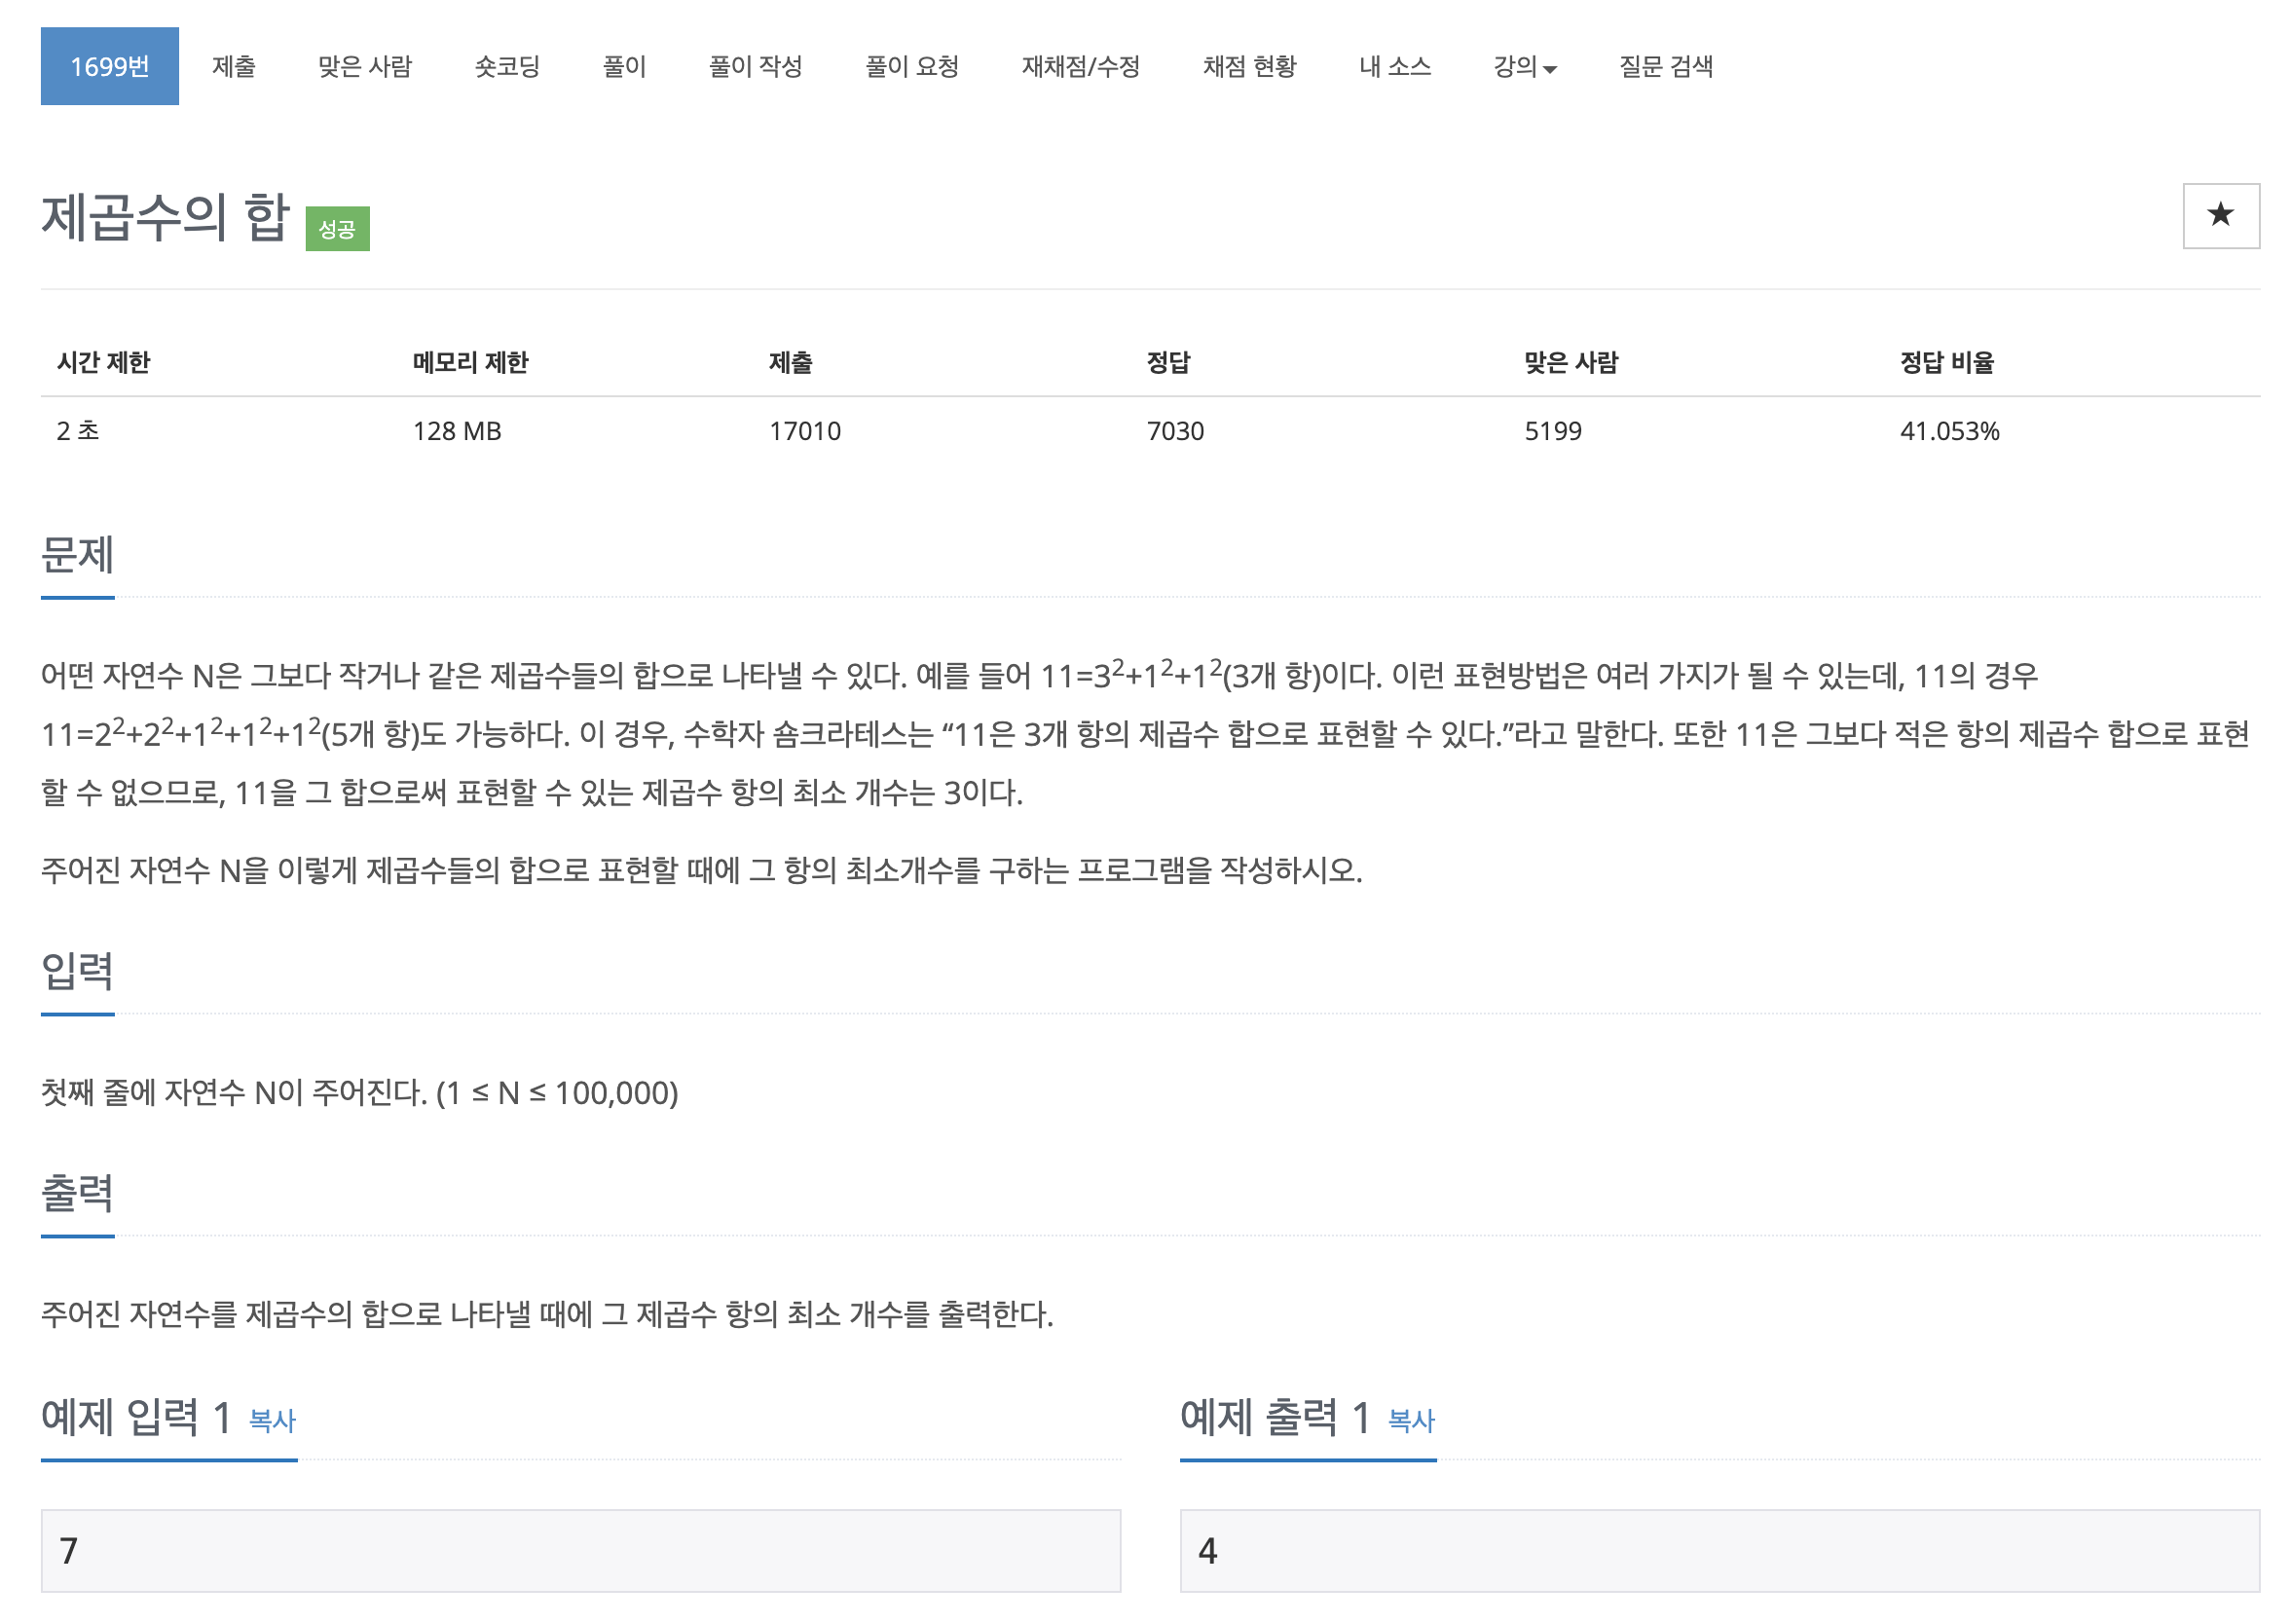 1699번 제출 맞은 사람 숏코딩 풀이 풀이 작성 풀이 요청 재채점/수정 채점 현황 내 소스 강의 질문 검색
제곱수의 합 성공
시간 제한 메모리 제한 제출 정답 맞은 사람 정답 비율
2 초 128 MB 17010 7030 5199 41.053%
문제
어떤 자연수 N은 그보다 작거나 같은 제곱수들의 합으로 나타낼 수 있다. 예를 들어 11=3²+1²+1²(3개 항)이다. 이런 표현방법은 여러 가지가 될 수 있는데, 11의 경우
11=2²+2²+1²+1²+1²(5개 항)도 가능하다. 이 경우, 수학자 숌크라테스는 “11은 3개 항의 제곱수 합으로 표현할 수 있다.”라고 말한다. 또한 11은 그보다 적은 항의 제곱수 합으로 표현
할 수 없으므로, 11을 그 합으로써 표현할 수 있는 제곱수 항의 최소 개수는 3이다.
주어진 자연수 N을 이렇게 제곱수들의 합으로 표현할 때에 그 항의 최소개수를 구하는 프로그램을 작성하시오.
입력
첫째 줄에 자연수 N이 주어진다. (1 ≤ N ≤ 100,000)
출력
주어진 자연수를 제곱수의 합으로 나타낼 때에 그 제곱수 항의 최소 개수를 출력한다.
예제 입력 1 복사
7
예제 출력 1 복사
4